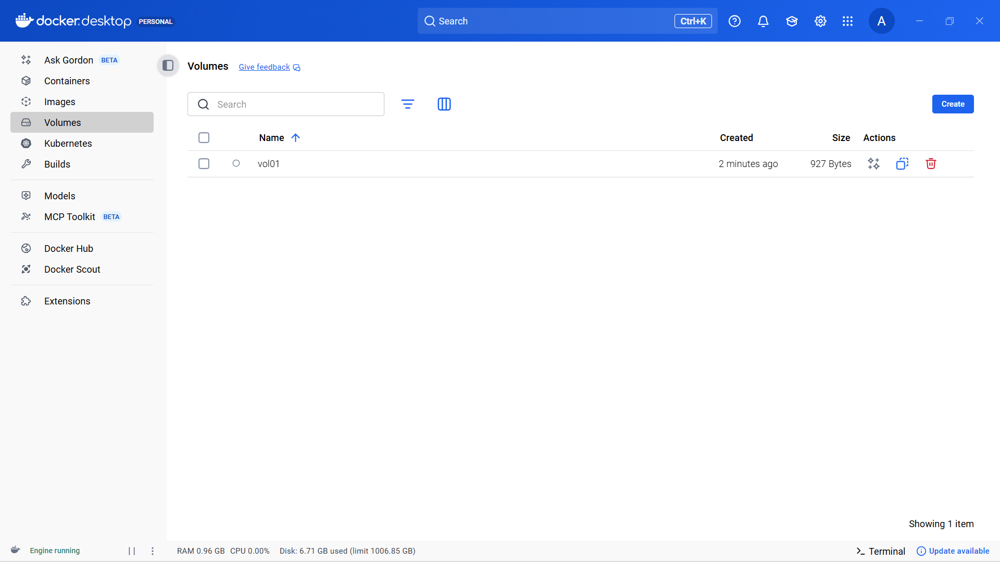 docker.desktop PERSONAL
Search Ctrl+K
A
Ask Gordon BETA
Containers
Images
Volumes
Kubernetes
Builds
Models
MCP Toolkit BETA
Docker Hub
Docker Scout
Extensions
Volumes Give feedback
Search
Create
Name Created Size Actions
vol01 2 minutes ago 927 Bytes
Showing 1 item
Engine running RAM 0.96 GB CPU 0.00% Disk: 6.71 GB used (limit 1006.85 GB) Terminal Update available